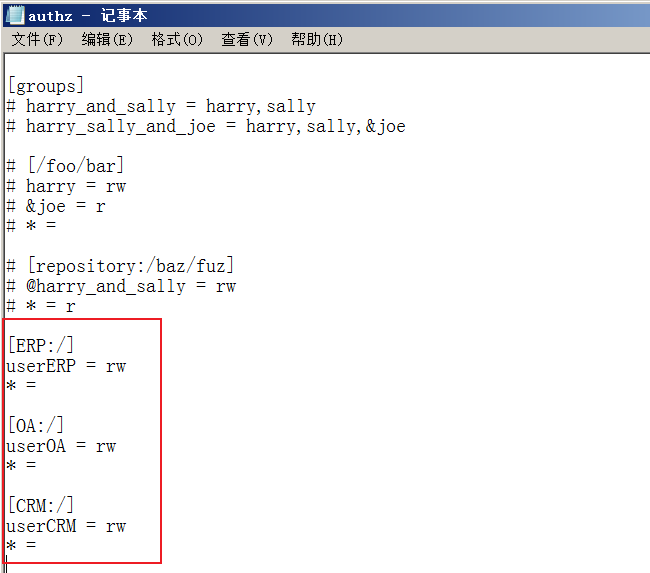 authz - 记事本
文件(F) 编辑(E) 格式(O) 查看(V) 帮助(H)
[groups]
# harry_and_sally = harry,sally
# harry_sally_and_joe = harry,sally,&joe
# [/foo/bar]
# harry = rw
# &joe = r
# * =
# [repository:/baz/fuz]
# @harry_and_sally = rw
# * = r
[ERP:/]
userERP = rw
* =
[OA:/]
userOA = rw
* =
[CRM:/]
userCRM = rw
* =